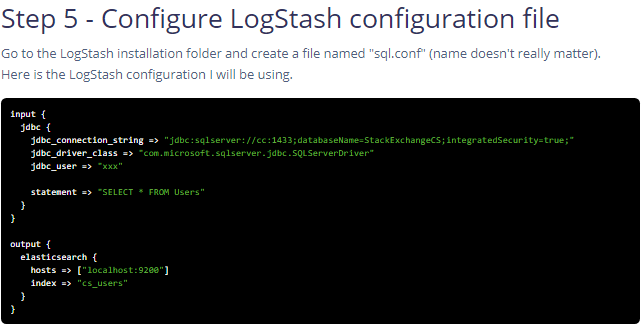 Step 5 - Configure LogStash configuration file
Go to the LogStash installation folder and create a file named "sql.conf" (name doesn't really matter).
Here is the LogStash configuration I will be using.
input {
  jdbc {
    jdbc_connection_string => "jdbc:sqlserver://cc:1433;databaseName=StackExchangeCS;integratedSecurity=true;"
    jdbc_driver_class => "com.microsoft.sqlserver.jdbc.SQLServerDriver"
    jdbc_user => "xxx"
    statement => "SELECT * FROM Users"
  }
}
output {
  elasticsearch {
    hosts => ["localhost:9200"]
    index => "cs_users"
  }
}